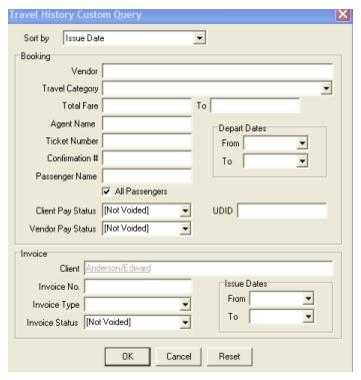 Travel History Custom Query
Sort by Issue Date
Booking
Vendor
Travel Category
Total Fare To
Agent Name
Ticket Number
Confirmation #
Passenger Name
Depart Dates
From
To
All Passengers
Client Pay Status [Not Voided] UDID
Vendor Pay Status [Not Voided]
Invoice
Client Anderson/Edward
Invoice No.
Invoice Type
Invoice Status [Not Voided]
Issue Dates
From
To
OK Cancel Reset